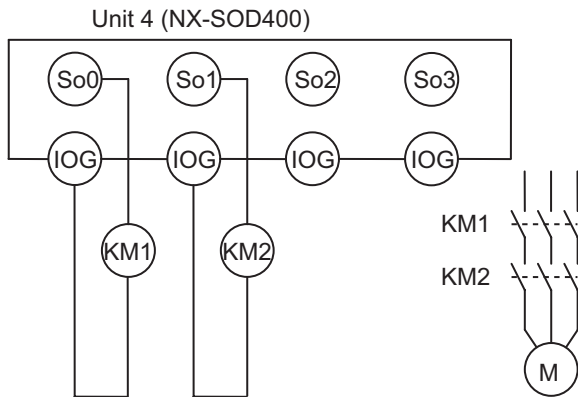 Unit 4 (NX-SOD400)
So0 So1 So2 So3
IOG IOG IOG IOG
KM1 KM2
KM1
KM2
M